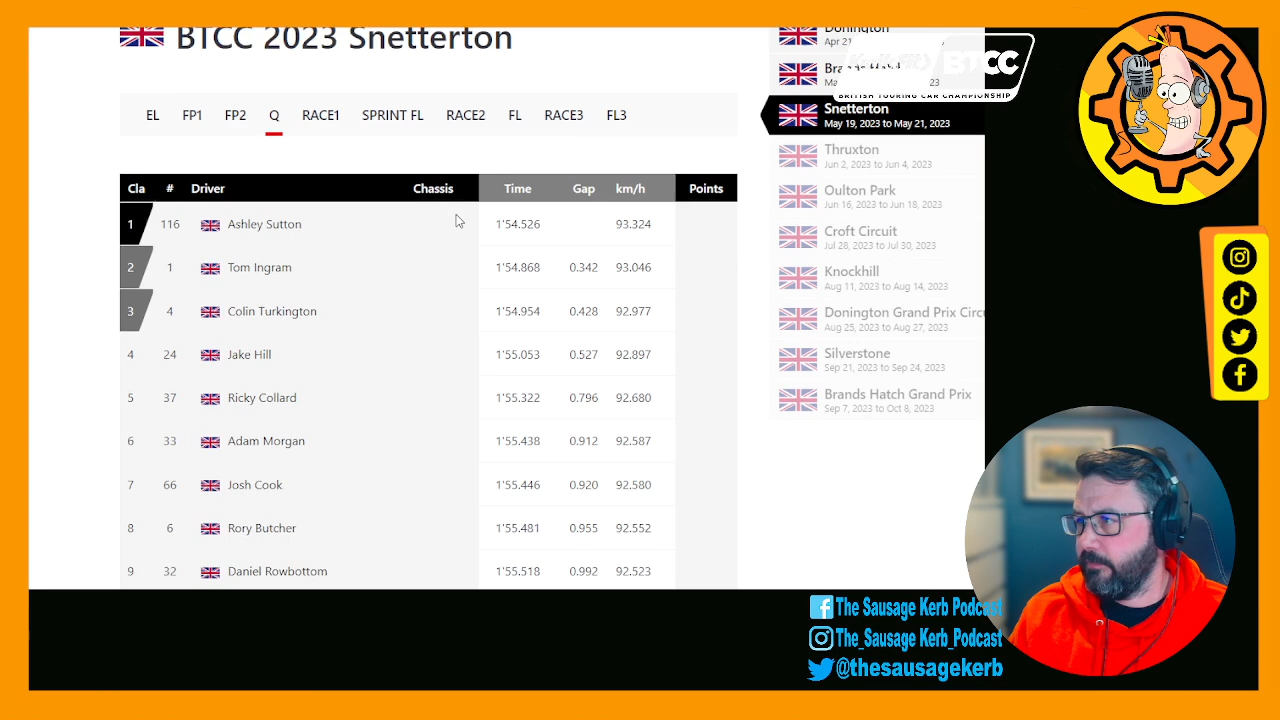 BTCC 2023 Snetterton
EL FP1 FP2 Q RACE1 SPRINT FL RACE2 FL RACE3 FL3
Cla # Driver Chassis Time Gap km/h Points
1 116 Ashley Sutton 1'54.526 93.324
2 1 Tom Ingram 1'54.868 0.342 93.046
3 4 Colin Turkington 1'54.954 0.428 92.977
4 24 Jake Hill 1'55.053 0.527 92.897
5 37 Ricky Collard 1'55.322 0.796 92.680
6 33 Adam Morgan 1'55.438 0.912 92.587
7 66 Josh Cook 1'55.446 0.920 92.580
8 6 Rory Butcher 1'55.481 0.955 92.552
9 32 Daniel Rowbottom 1'55.518 0.992 92.523
Donington
Apr 21
23
BTCC
BRITISH TOURING CAR CHAMPIONSHIP
Snetterton
May 19, 2023 to May 21, 2023
Thruxton
Jun 2, 2023 to Jun 4, 2023
Oulton Park
Jun 16, 2023 to Jun 18, 2023
Croft Circuit
Jul 28, 2023 to Jul 30, 2023
Knockhill
Aug 11, 2023 to Aug 14, 2023
Donington Grand Prix Circu
Aug 25, 2023 to Aug 27, 2023
Silverstone
Sep 21, 2023 to Sep 24, 2023
Brands Hatch Grand Prix
Sep 7, 2023 to Oct 8, 2023
The Sausage Kerb Podcast
The_Sausage Kerb_Podcast
@thesausagekerb